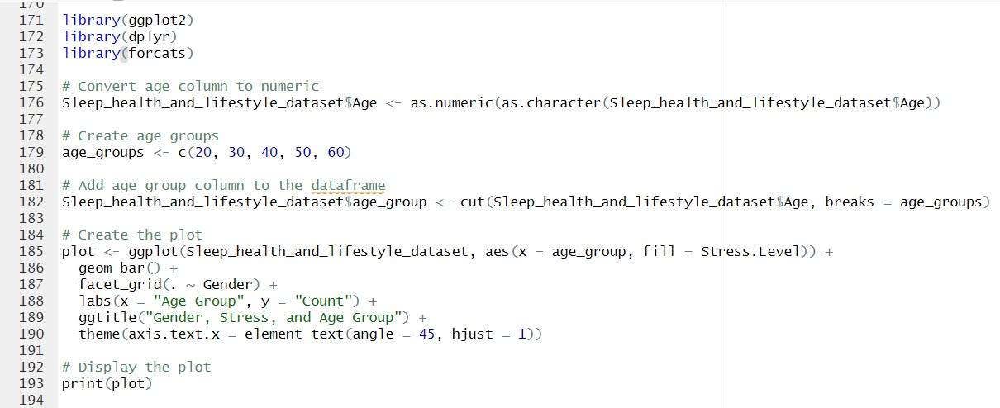 170
171 library(ggplot2)
172 library(dplyr)
173 library(forcats)
174
175 # Convert age column to numeric
176 Sleep_health_and_lifestyle_dataset$Age <- as.numeric(as.character(Sleep_health_and_lifestyle_dataset$Age))
177
178 # Create age groups
179 age_groups <- c(20, 30, 40, 50, 60)
180
181 # Add age group column to the dataframe
182 Sleep_health_and_lifestyle_dataset$age_group <- cut(Sleep_health_and_lifestyle_dataset$Age, breaks = age_groups)
183
184 # Create the plot
185 plot <- ggplot(Sleep_health_and_lifestyle_dataset, aes(x = age_group, fill = Stress.Level)) +
186   geom_bar() +
187   facet_grid(. ~ Gender) +
188   labs(x = "Age Group", y = "Count") +
189   ggtitle("Gender, Stress, and Age Group") +
190   theme(axis.text.x = element_text(angle = 45, hjust = 1))
191
192 # Display the plot
193 print(plot)
194